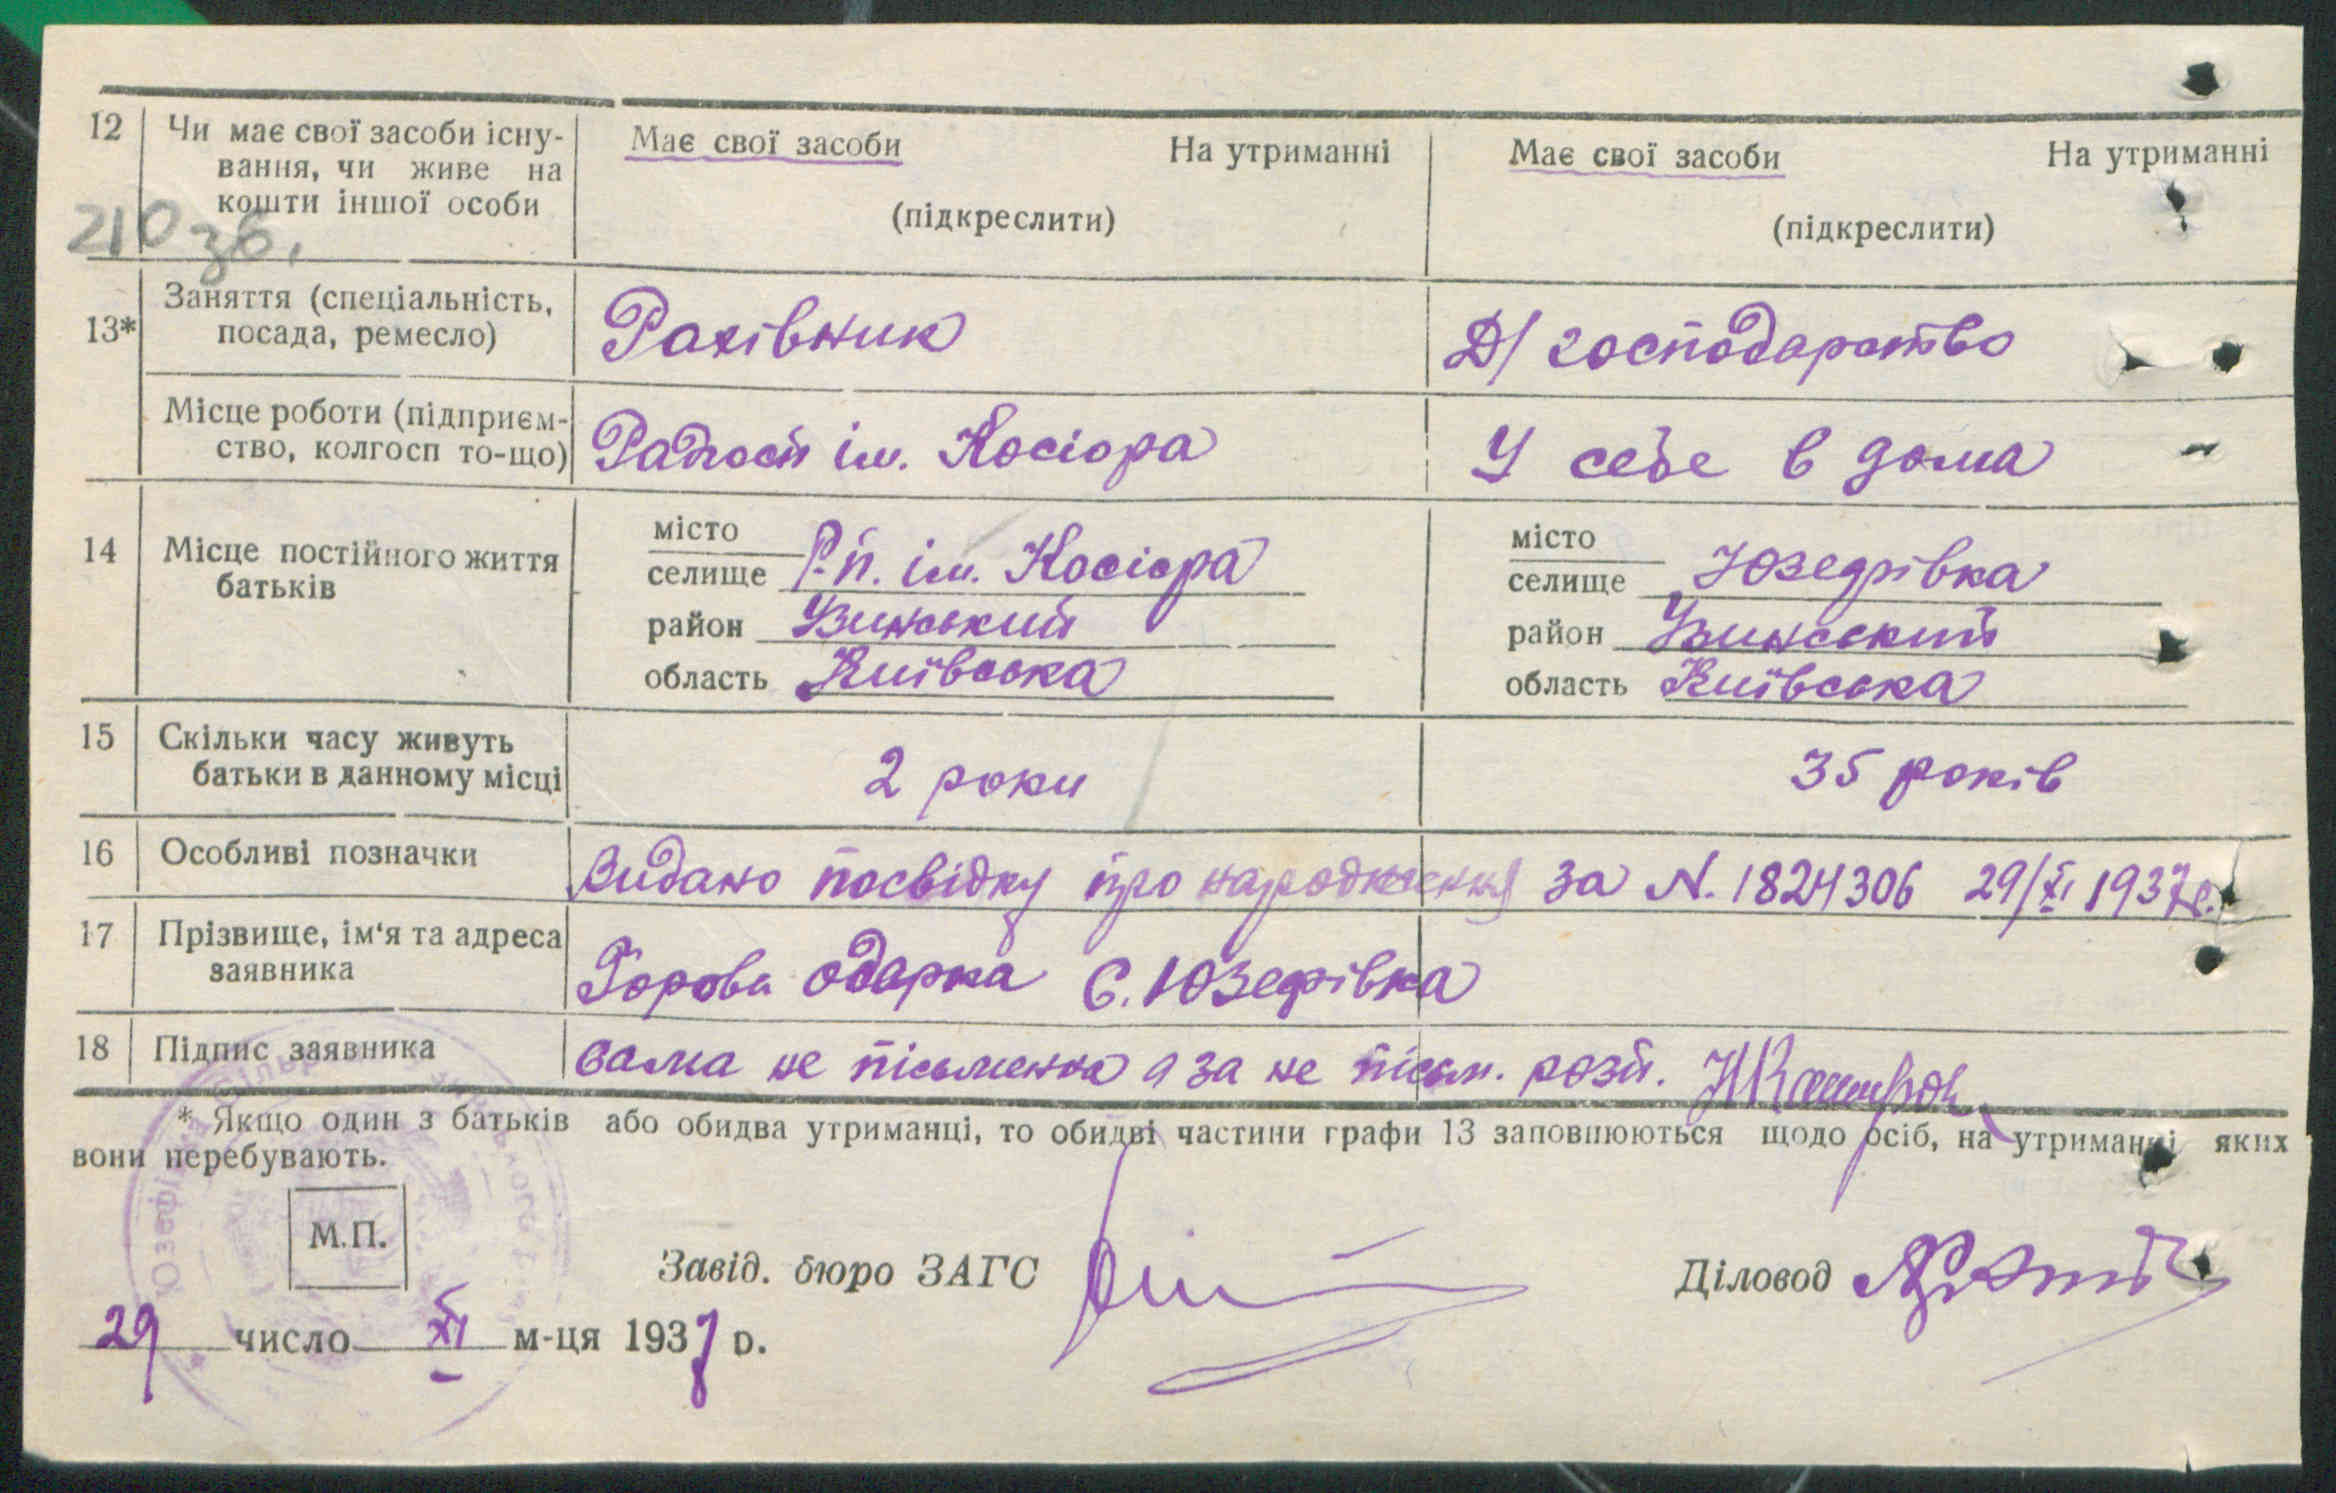 12 Чи має свої засоби існу- Має свої засоби На утриманні Має свої засоби На утриманні
вання, чи живе на
кошти іншої особи (підкреслити) (підкреслити)
210 зв.
13* Заняття (спеціальність, посада, ремесло) Рахівник Д/господарство
Місце роботи (підприєм-
ство, колгосп то-що) Радгосп ім. Косіора У себе в дома
14 Місце постійного життя
батьків
місто
селище Р-п. ім. Косіора
район Узинський
область Київська
місто
селище Юзефівка
район Узинський
область Київська
15 Скільки часу живуть
батьки в данному місці 2 роки 35 років
16 Особливі позначки Видано посвідку про народження за N. 1824306 29/XI 1937р.
17 Прізвище, ім'я та адреса
заявника Горова Одарка С. Юзефівка
18 Підпис заявника сама не пісьменна а за не пісьм. розп.
* Якщо один з батьків або обидва утриманці, то обидві частини графи 13 заповнюються щодо осіб, на утриманні яких
вони перебувають.
М.П.
Завід. бюро ЗАГС Діловод
29 число XI м-ця 1937 р.